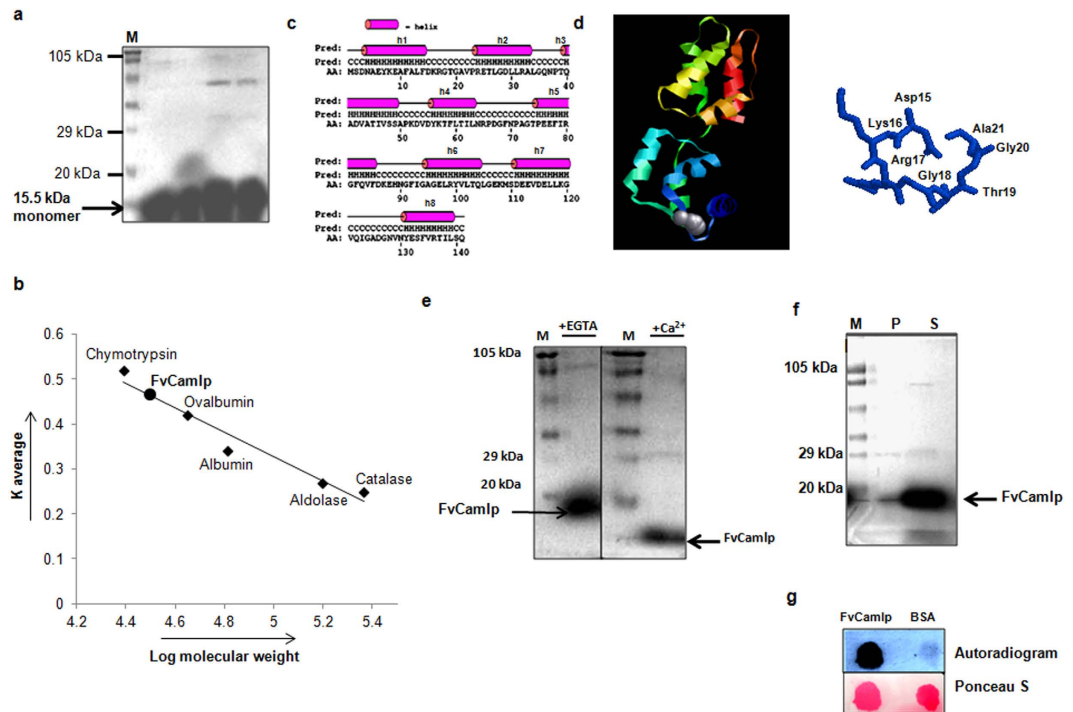 a
M
105 kDa
29 kDa
20 kDa
15.5 kDa
monomer
b
0.6
0.5
0.4
0.3
0.2
0.1
0
4.2 4.4 4.6 4.8 5 5.2 5.4
K average
Log molecular weight
Chymotrypsin
FvCamlp
Ovalbumin
Albumin
Aldolase
Catalase
c
= helix
h1 h2 h3
Pred:
Pred: CCCHHHHHHHHHHHCCCCCCCCHHHHHHHHHHCCCCCCH
AA: MSDNAEYKEAFALFDKRGTGAVPRETLGDLLRALGQNPTQ
10 20 30 40
h4 h5
Pred:
Pred:
AA: ADVATIVSSAPKDVDYKTFLTILNRPDGFNPAGTPEEFIR
50 60 70 80
h6 h7
Pred:
Pred:
AA: GFQVFDKEHNGFIGAGELRYVLTQLGEKMSDEEVDELLKG
90 100 110 120
h8
Pred:
Pred: CCCCCCCCCCHHHHHHHHHCC
AA: VQIGADGNVNYESFVRTILSQ
130 140
d
Asp15
Lys16
Ala21
Gly20
Arg17
Gly18
Thr19
e
M +EGTA M +Ca²⁺
105 kDa
29 kDa
20 kDa
FvCamlp
FvCamlp
f
M P S
105 kDa
29 kDa
20 kDa
FvCamlp
g
FvCamlp BSA
Autoradiogram
Ponceau S